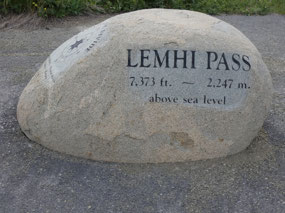 LEMHI PASS
7,373 ft. — 2,247 m.
above sea level